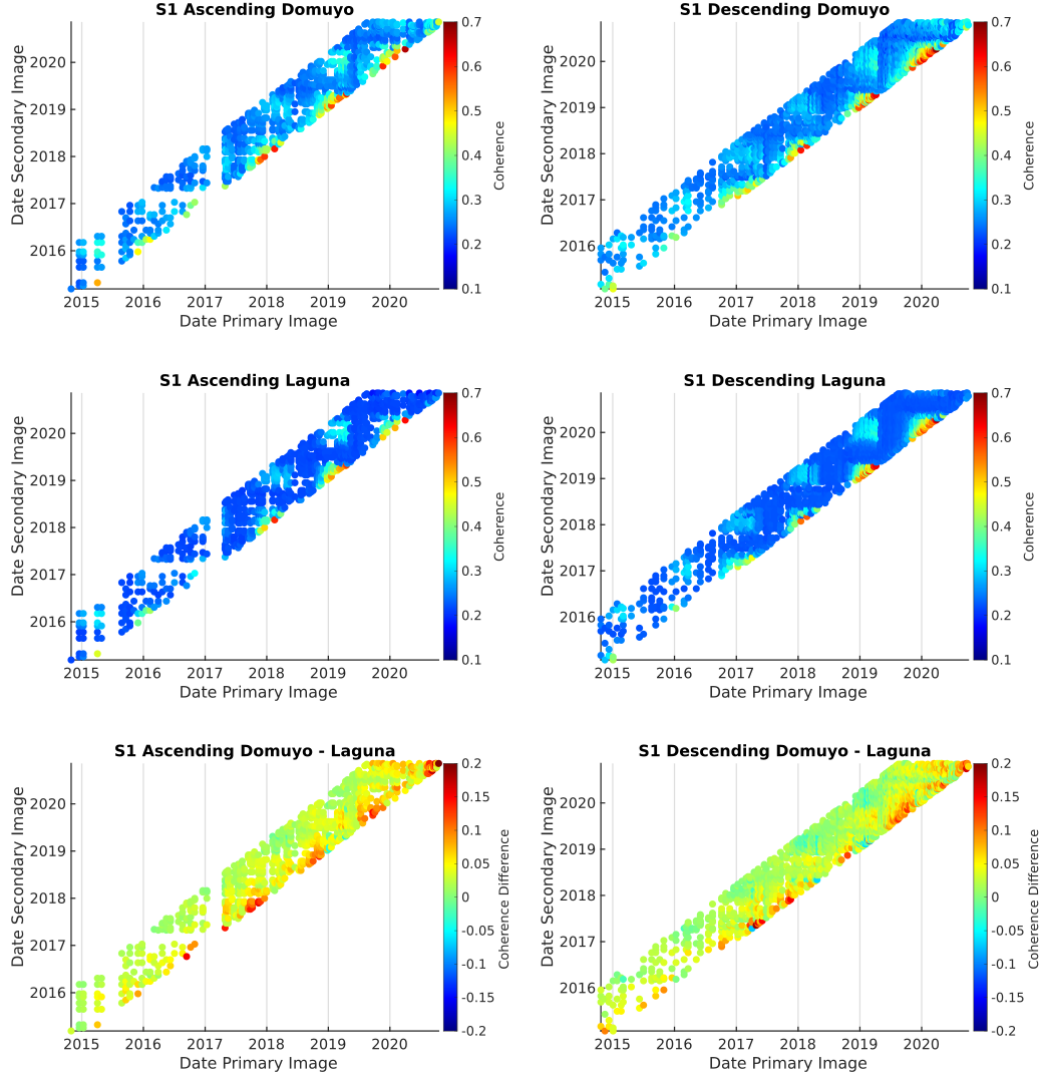 S1 Ascending Domuyo
Date Secondary Image
2020
2019
2018
2017
2016
2015 2016 2017 2018 2019 2020
Date Primary Image
0.7
0.6
0.5
0.4
0.3
0.2
0.1
Coherence
S1 Descending Domuyo
Date Secondary Image
2020
2019
2018
2017
2016
2015 2016 2017 2018 2019 2020
Date Primary Image
0.7
0.6
0.5
0.4
0.3
0.2
0.1
Coherence
S1 Ascending Laguna
Date Secondary Image
2020
2019
2018
2017
2016
2015 2016 2017 2018 2019 2020
Date Primary Image
0.7
0.6
0.5
0.4
0.3
0.2
0.1
Coherence
S1 Descending Laguna
Date Secondary Image
2020
2019
2018
2017
2016
2015 2016 2017 2018 2019 2020
Date Primary Image
0.7
0.6
0.5
0.4
0.3
0.2
0.1
Coherence
S1 Ascending Domuyo - Laguna
Date Secondary Image
2020
2019
2018
2017
2016
2015 2016 2017 2018 2019 2020
Date Primary Image
0.2
0.15
0.1
0.05
0
-0.05
-0.1
-0.15
-0.2
Coherence Difference
S1 Descending Domuyo - Laguna
Date Secondary Image
2020
2019
2018
2017
2016
2015 2016 2017 2018 2019 2020
Date Primary Image
0.2
0.15
0.1
0.05
0
-0.05
-0.1
-0.15
-0.2
Coherence Difference